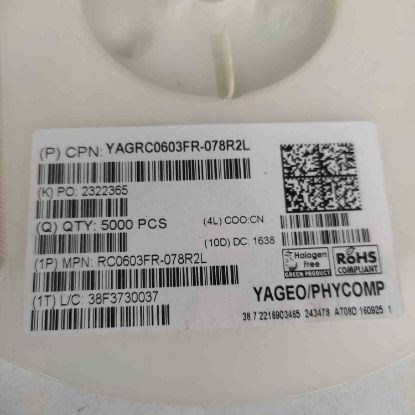 (P) CPN: YAGRC0603FR-078R2L
(K) PO: 2322365
(Q) QTY: 5000 PCS
(4L) COO:CN
(10D) DC: 1638
(1P) MPN: RC0603FR-078R2L
(1T) L/C: 38F3730037
Halogen
Free
GREEN PRODUCT
RoHS
COMPLIANT
YAGEO/PHYCOMP
38 7 2216903465 243478 AT08D 160925 1